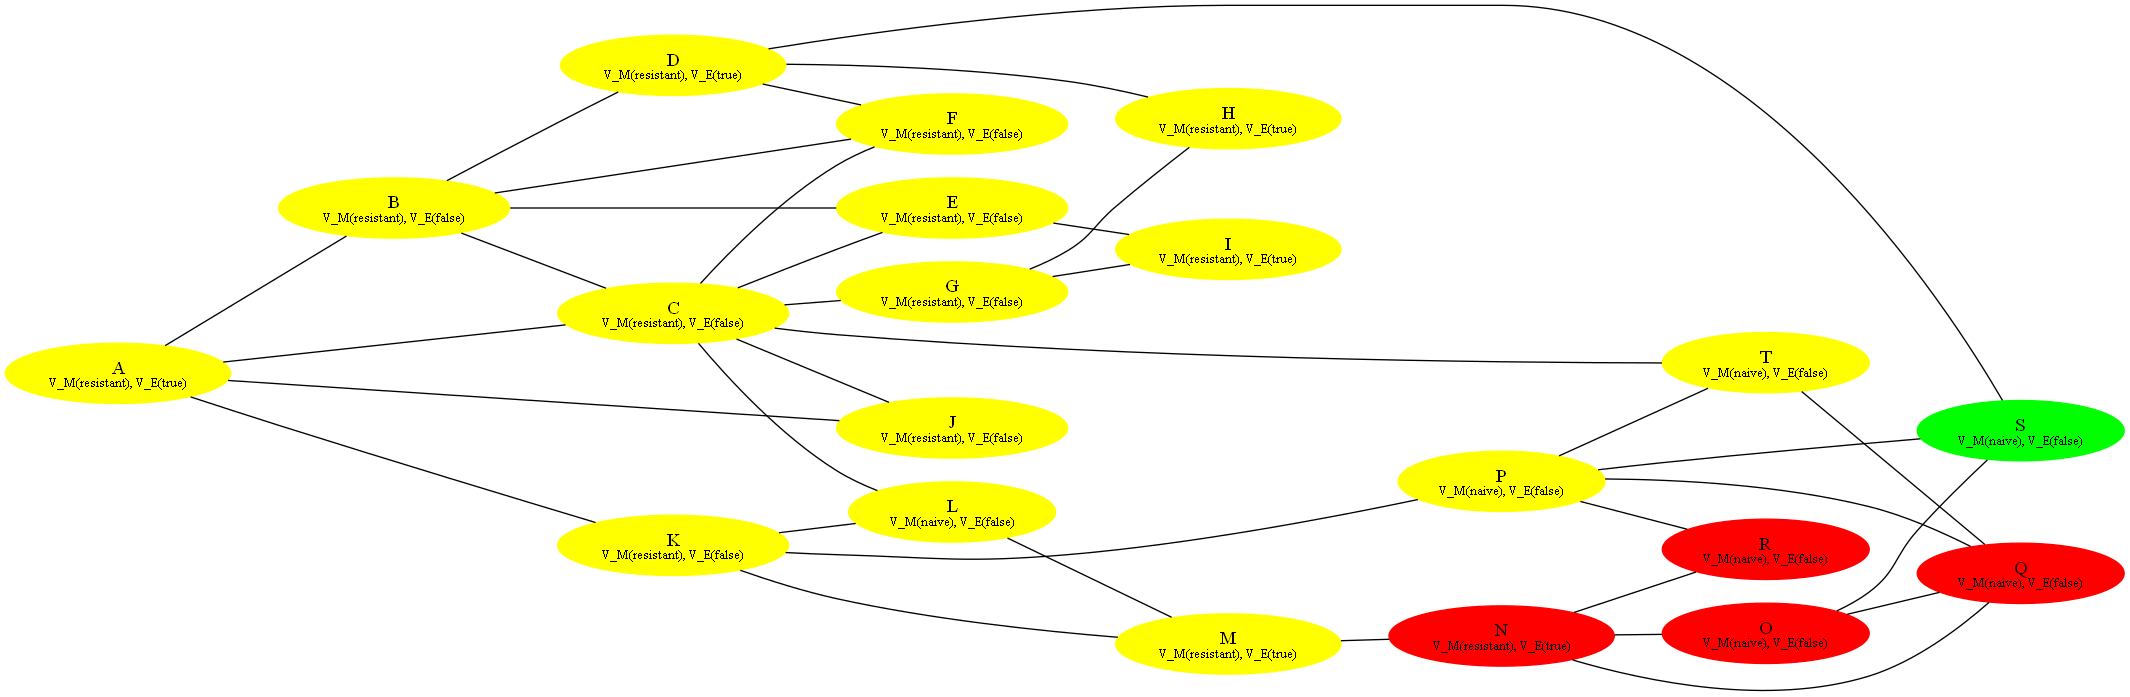 D
V_M(resistant), V_E(true)
F
V_M(resistant), V_E(false)
H
V_M(resistant), V_E(true)
B
V_M(resistant), V_E(false)
E
V_M(resistant), V_E(false)
I
V_M(resistant), V_E(true)
G
V_M(resistant), V_E(false)
C
V_M(resistant), V_E(false)
A
V_M(resistant), V_E(true)
T
V_M(naive), V_E(false)
J
V_M(resistant), V_E(false)
S
V_M(naive), V_E(false)
P
V_M(naive), V_E(false)
L
V_M(naive), V_E(false)
K
V_M(resistant), V_E(false)
R
V_M(naive), V_E(false)
Q
V_M(naive), V_E(false)
M
V_M(resistant), V_E(true)
N
V_M(resistant), V_E(true)
O
V_M(naive), V_E(false)